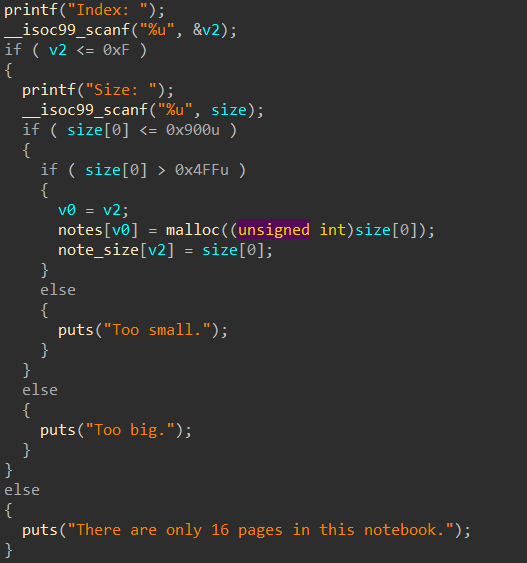 printf("Index: ");
__isoc99_scanf("%u", &v2);
if ( v2 <= 0xF )
{
  printf("Size: ");
  __isoc99_scanf("%u", size);
  if ( size[0] <= 0x900u )
  {
    if ( size[0] > 0x4FFu )
    {
      v0 = v2;
      notes[v0] = malloc((unsigned int)size[0]);
      note_size[v2] = size[0];
    }
    else
    {
      puts("Too small.");
    }
  }
  else
  {
    puts("Too big.");
  }
}
else
{
  puts("There are only 16 pages in this notebook.");
}